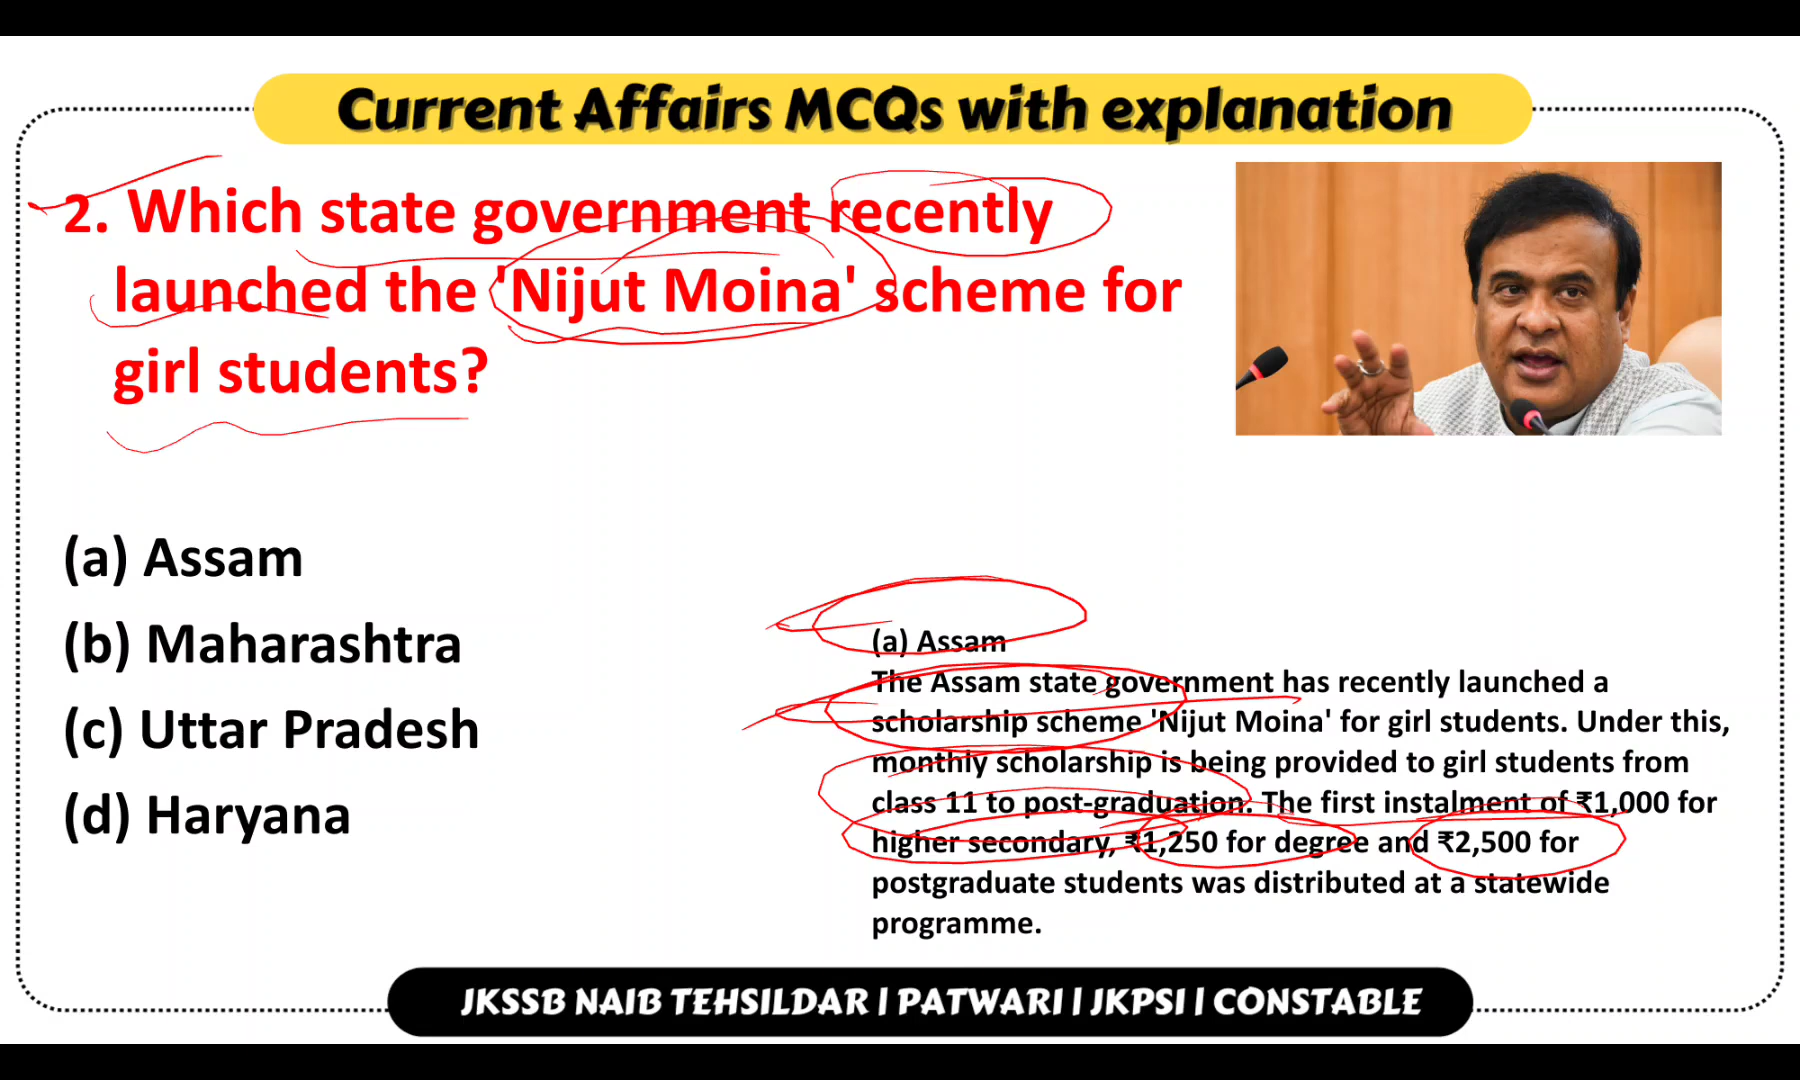 Current Affairs MCQs with explanation
2. Which state government recently
launched the 'Nijut Moina' scheme for
girl students?
(a) Assam
(b) Maharashtra
(c) Uttar Pradesh
(d) Haryana
(a) Assam
The Assam state government has recently launched a
scholarship scheme 'Nijut Moina' for girl students. Under this,
monthly scholarship is being provided to girl students from
class 11 to post-graduation. The first instalment of ₹1,000 for
higher secondary, ₹1,250 for degree and ₹2,500 for
postgraduate students was distributed at a statewide
programme.
JKSSB NAIB TEHSILDAR | PATWARI | JKPSI | CONSTABLE